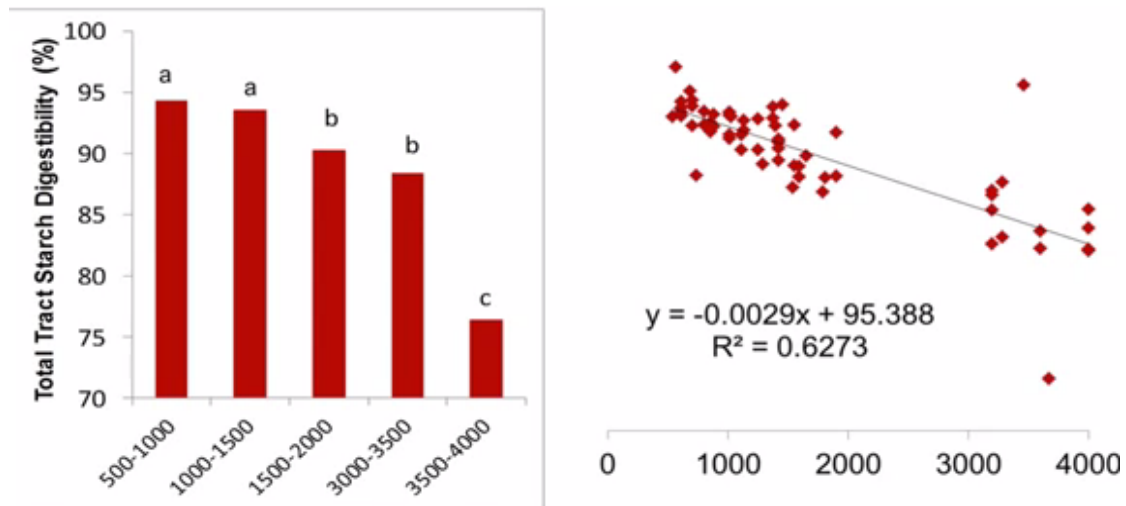 Total Tract Starch Digestibility (%)
100
95
90
85
80
75
70
a
a
b
b
c
500-1000
1000-1500
1500-2000
3000-3500
3500-4000
y = -0.0029x + 95.388
R² = 0.6273
0 1000 2000 3000 4000